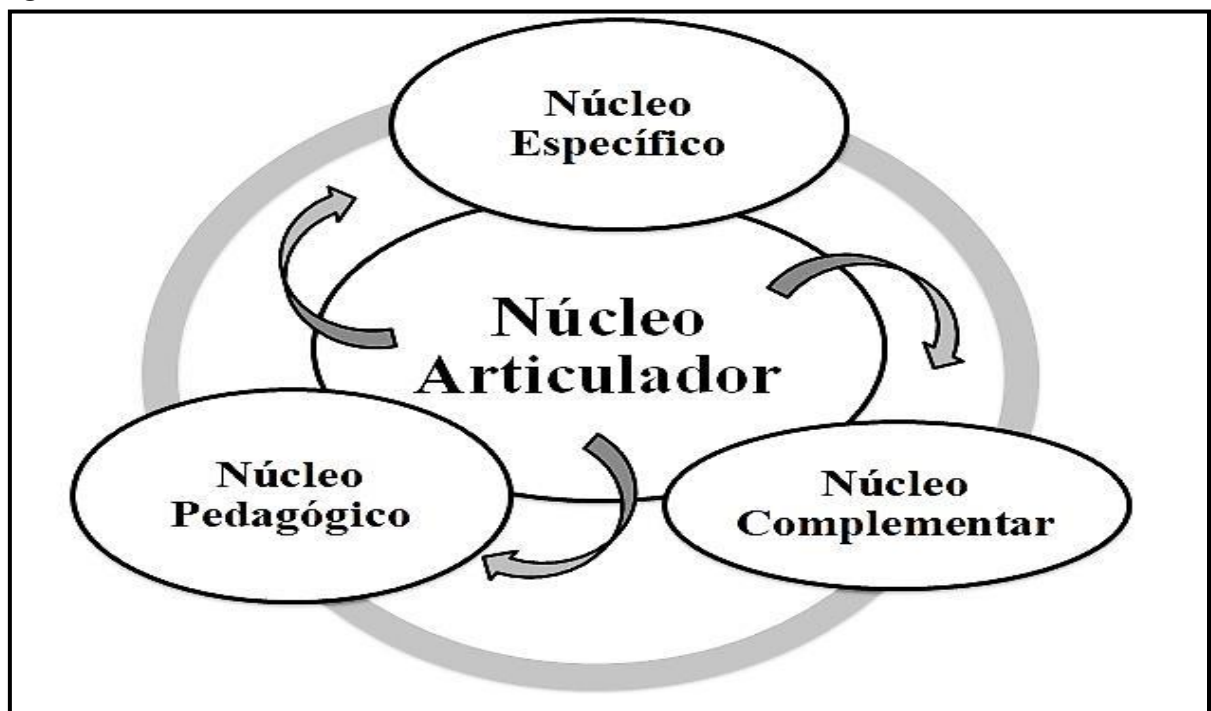 Núcleo
Específico
Núcleo
Articulador
Núcleo
Pedagógico
Núcleo
Complementar